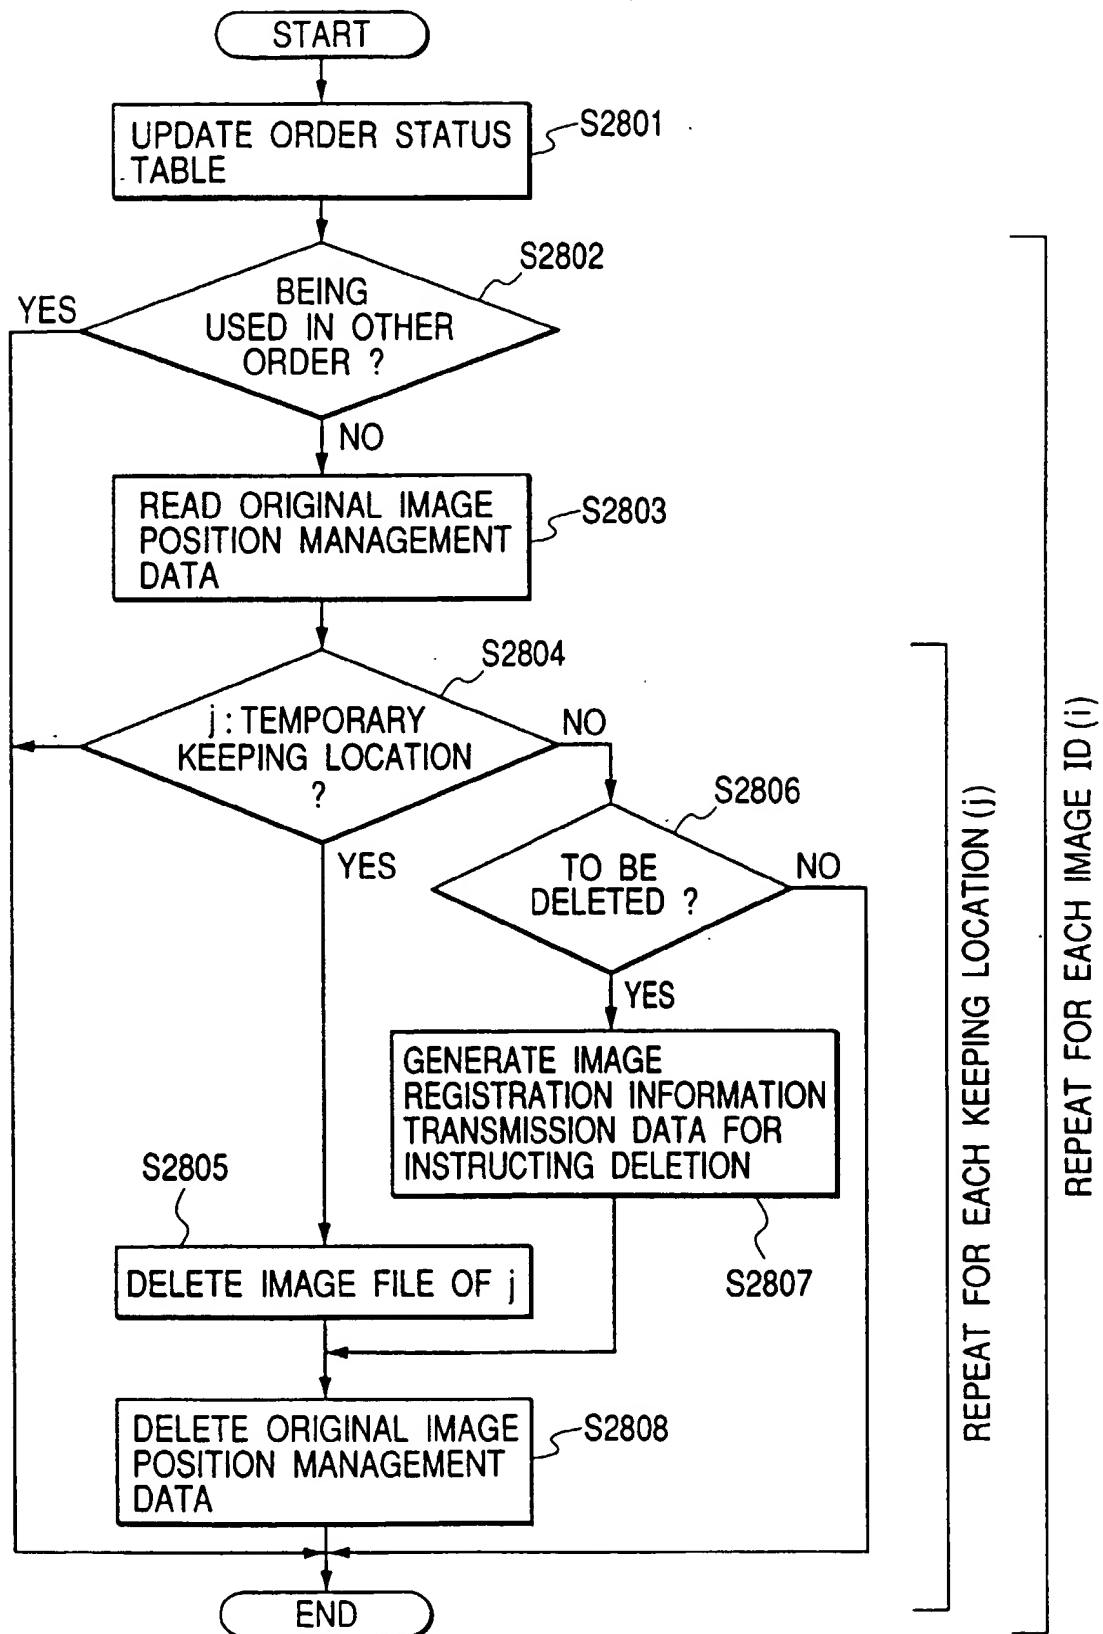 START
UPDATE ORDER STATUS
TABLE
S2801
S2802
BEING
USED IN OTHER
ORDER ?
YES
NO
READ ORIGINAL IMAGE
POSITION MANAGEMENT
DATA
S2803
S2804
j : TEMPORARY
KEEPING LOCATION
?
NO
YES
S2806
TO BE
DELETED ?
NO
YES
GENERATE IMAGE
REGISTRATION INFORMATION
TRANSMISSION DATA FOR
INSTRUCTING DELETION
S2807
S2805
DELETE IMAGE FILE OF j
DELETE ORIGINAL IMAGE
POSITION MANAGEMENT
DATA
S2808
END
REPEAT FOR EACH KEEPING LOCATION (j)
REPEAT FOR EACH IMAGE ID (i)